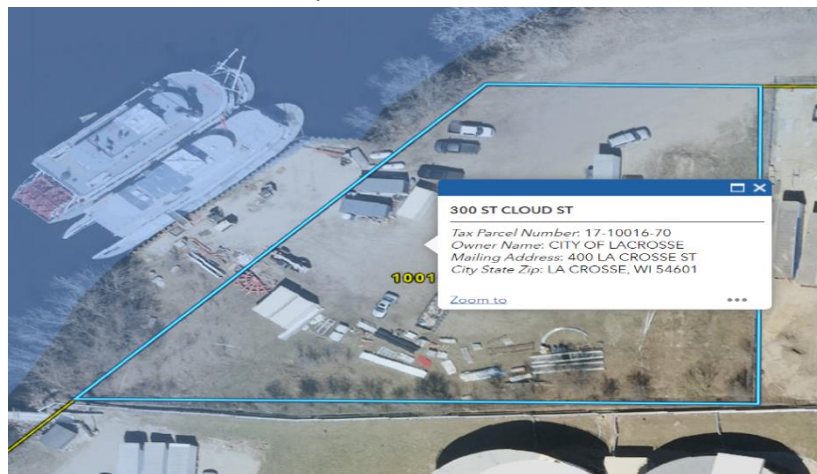 300 ST CLOUD ST
Tax Parcel Number: 17-10016-70
Owner Name: CITY OF LACROSSE
Mailing Address: 400 LA CROSSE ST
City State Zip: LA CROSSE, WI 54601
1001
Zoom to